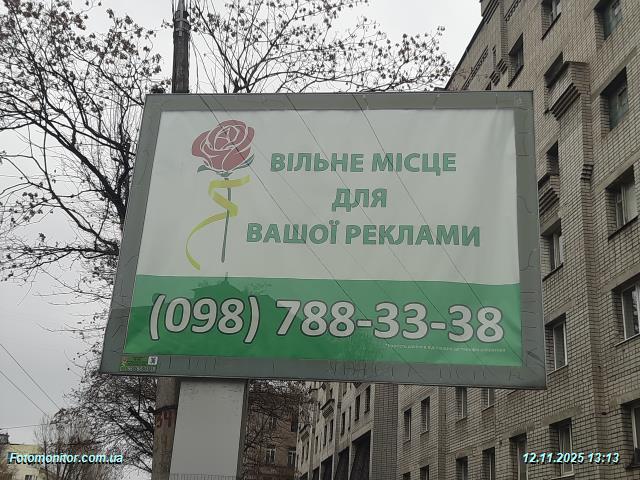 ВІЛЬНЕ МІСЦЕ
ДЛЯ
ВАШОЇ РЕКЛАМИ
(098) 788-33-38
Fotomonitor.com.ua
12.11.2025 13:13